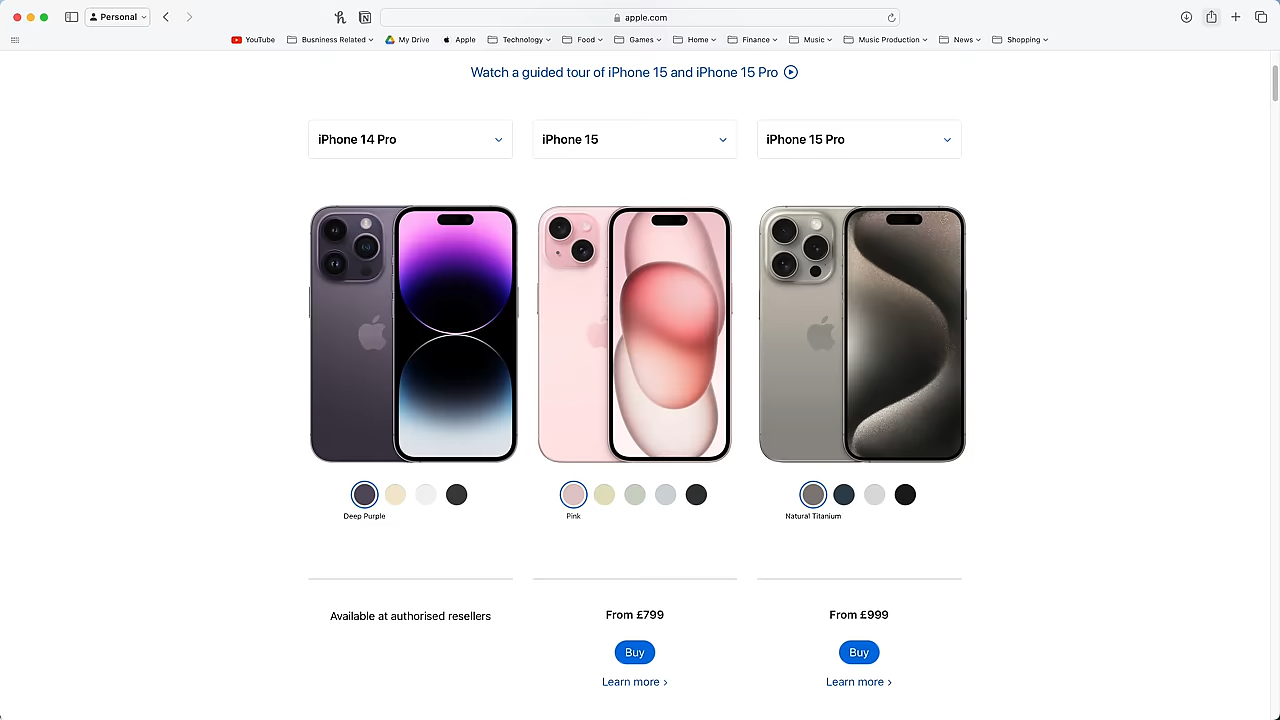 Personal
apple.com
YouTube
Busniness Related
My Drive
Apple
Technology
Food
Games
Home
Finance
Music
Music Production
News
Shopping
Watch a guided tour of iPhone 15 and iPhone 15 Pro
iPhone 14 Pro
iPhone 15
iPhone 15 Pro
Deep Purple
Pink
Natural Titanium
Available at authorised resellers
From £799
From £999
Buy
Buy
Learn more >
Learn more >